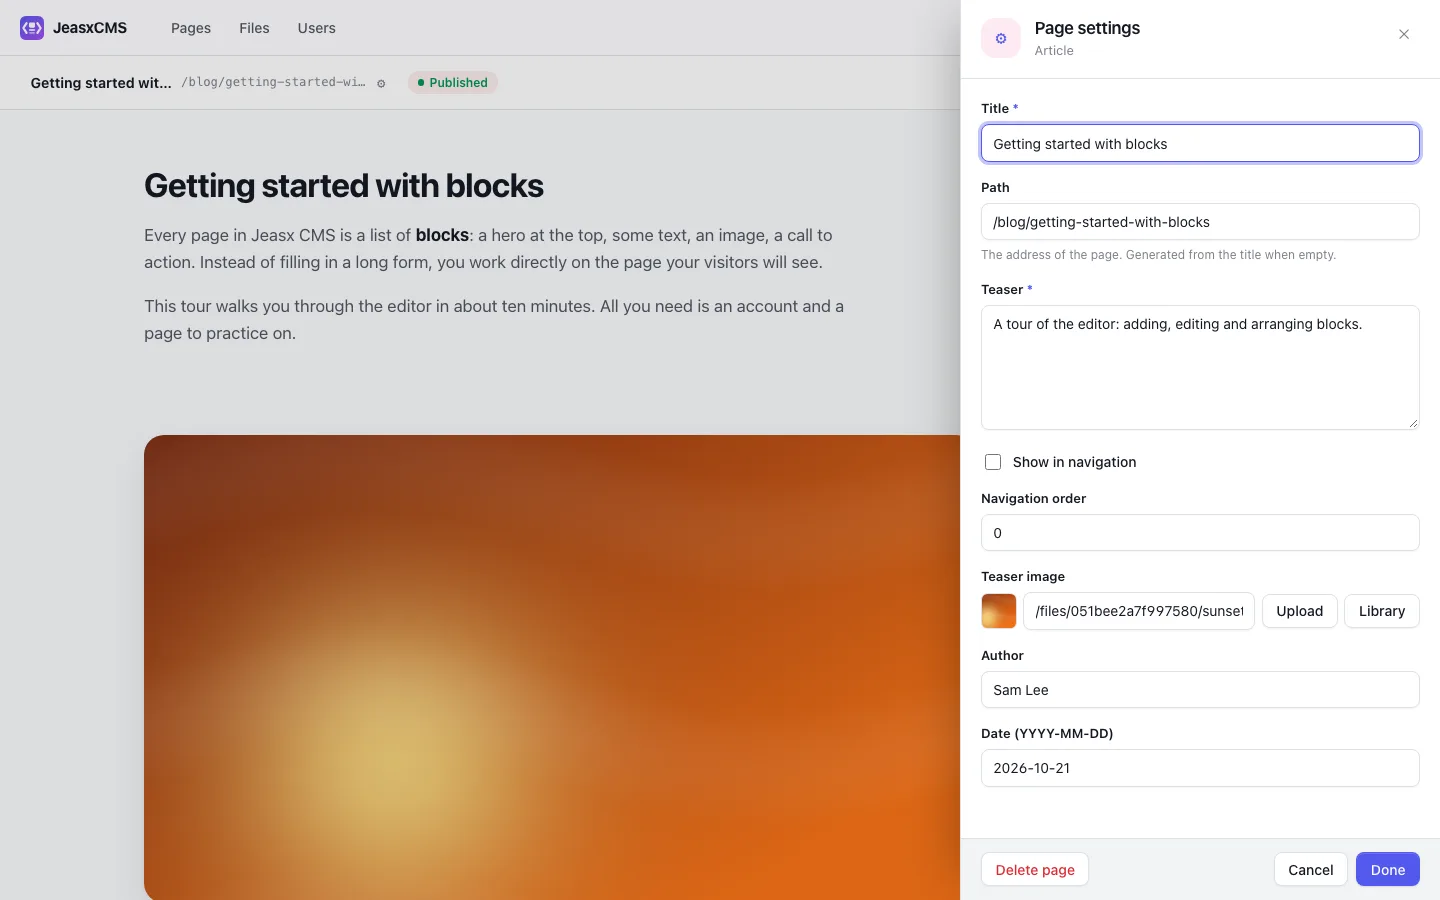 JeasxCMS
Pages
Files
Users
Getting started wit...
/blog/getting-started-wi…
Published
Getting started with blocks
Every page in Jeasx CMS is a list of blocks: a hero at the top, some text, an image, a call to
action. Instead of filling in a long form, you work directly on the page your visitors will see.
This tour walks you through the editor in about ten minutes. All you need is an account and a
page to practice on.
Page settings
Article
Title *
Getting started with blocks
Path
/blog/getting-started-with-blocks
The address of the page. Generated from the title when empty.
Teaser *
A tour of the editor: adding, editing and arranging blocks.
Show in navigation
Navigation order
0
Teaser image
/files/051bee2a7f997580/sunset
Upload
Library
Author
Sam Lee
Date (YYYY-MM-DD)
2026-10-21
Delete page
Cancel
Done